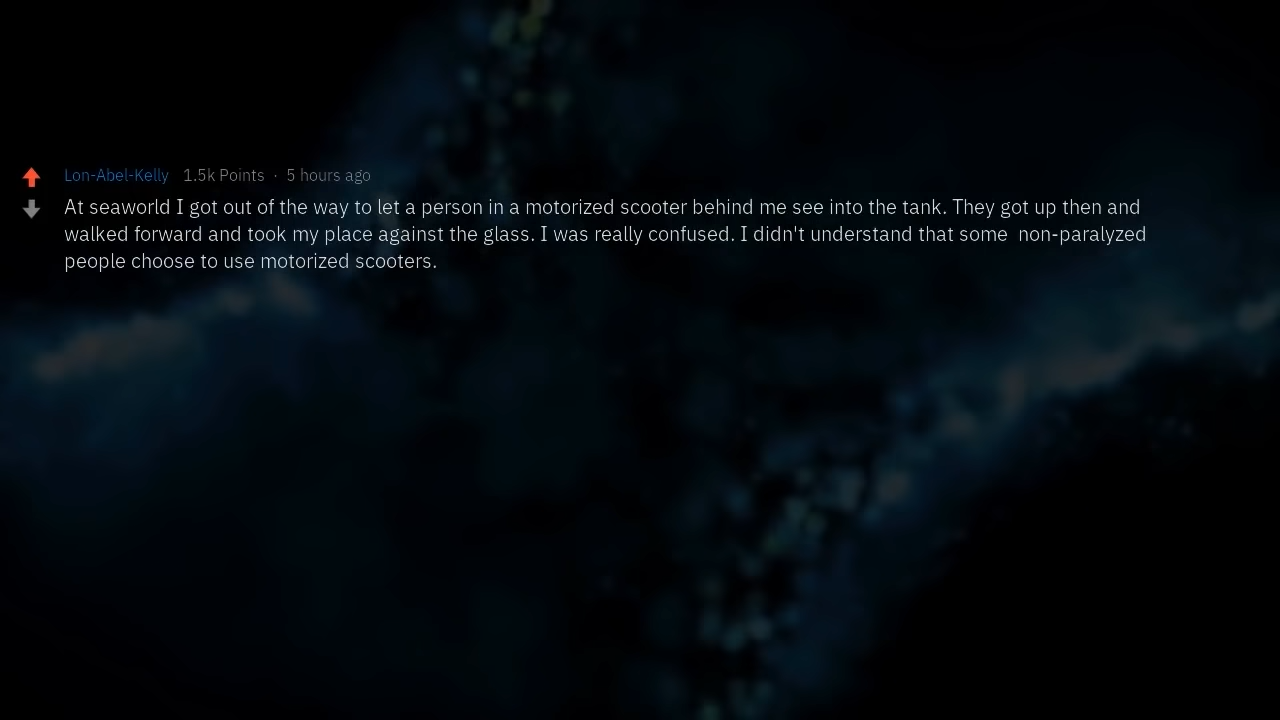 Lon-Abel-Kelly 1.5k Points · 5 hours ago
At seaworld I got out of the way to let a person in a motorized scooter behind me see into the tank. They got up then and
walked forward and took my place against the glass. I was really confused. I didn't understand that some  non-paralyzed
people choose to use motorized scooters.